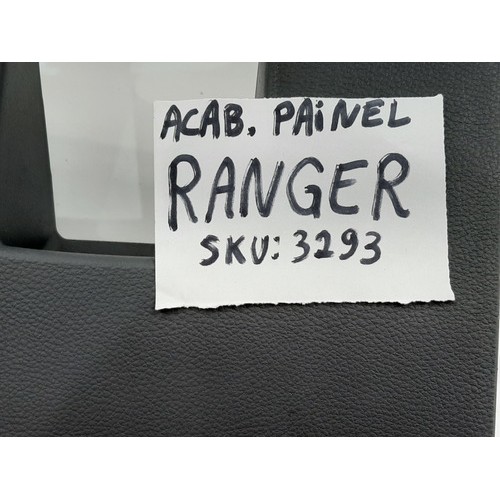 ACAB. PAiNEL
RANGER
SKU: 3293